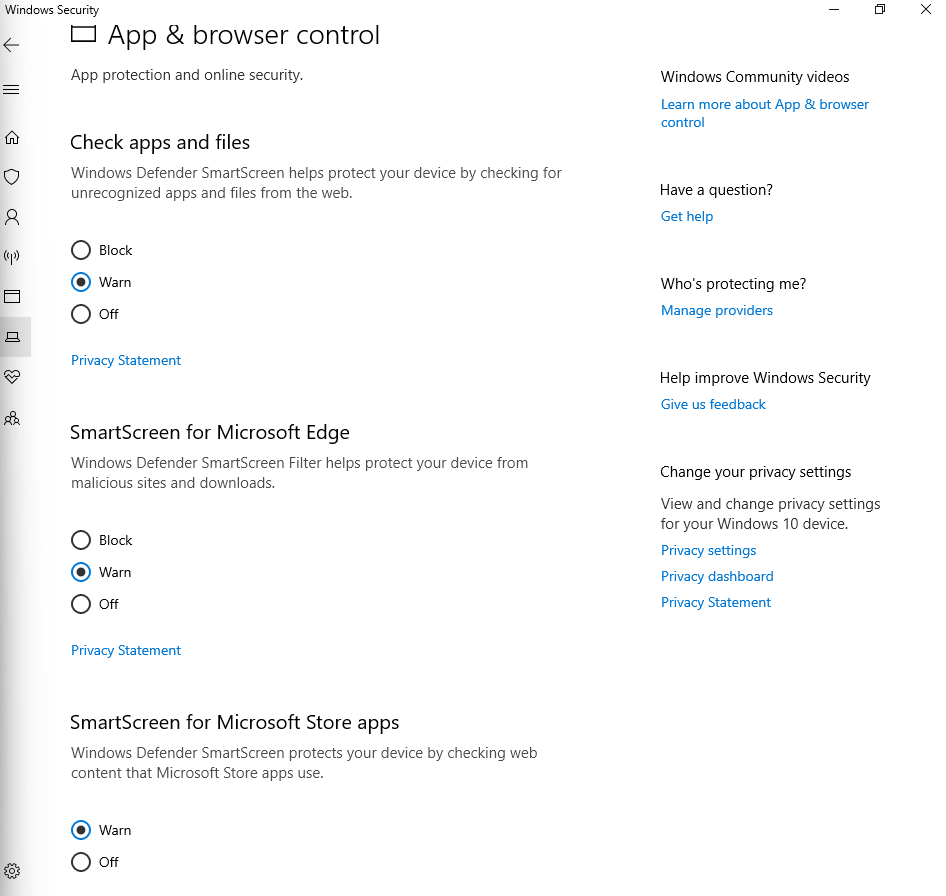 Windows Security
App & browser control
App protection and online security.
Check apps and files
Windows Defender SmartScreen helps protect your device by checking for
unrecognized apps and files from the web.
Block
Warn
Off
Privacy Statement
SmartScreen for Microsoft Edge
Windows Defender SmartScreen Filter helps protect your device from
malicious sites and downloads.
Block
Warn
Off
Privacy Statement
SmartScreen for Microsoft Store apps
Windows Defender SmartScreen protects your device by checking web
content that Microsoft Store apps use.
Warn
Off
Windows Community videos
Learn more about App & browser
control
Have a question?
Get help
Who's protecting me?
Manage providers
Help improve Windows Security
Give us feedback
Change your privacy settings
View and change privacy settings
for your Windows 10 device.
Privacy settings
Privacy dashboard
Privacy Statement